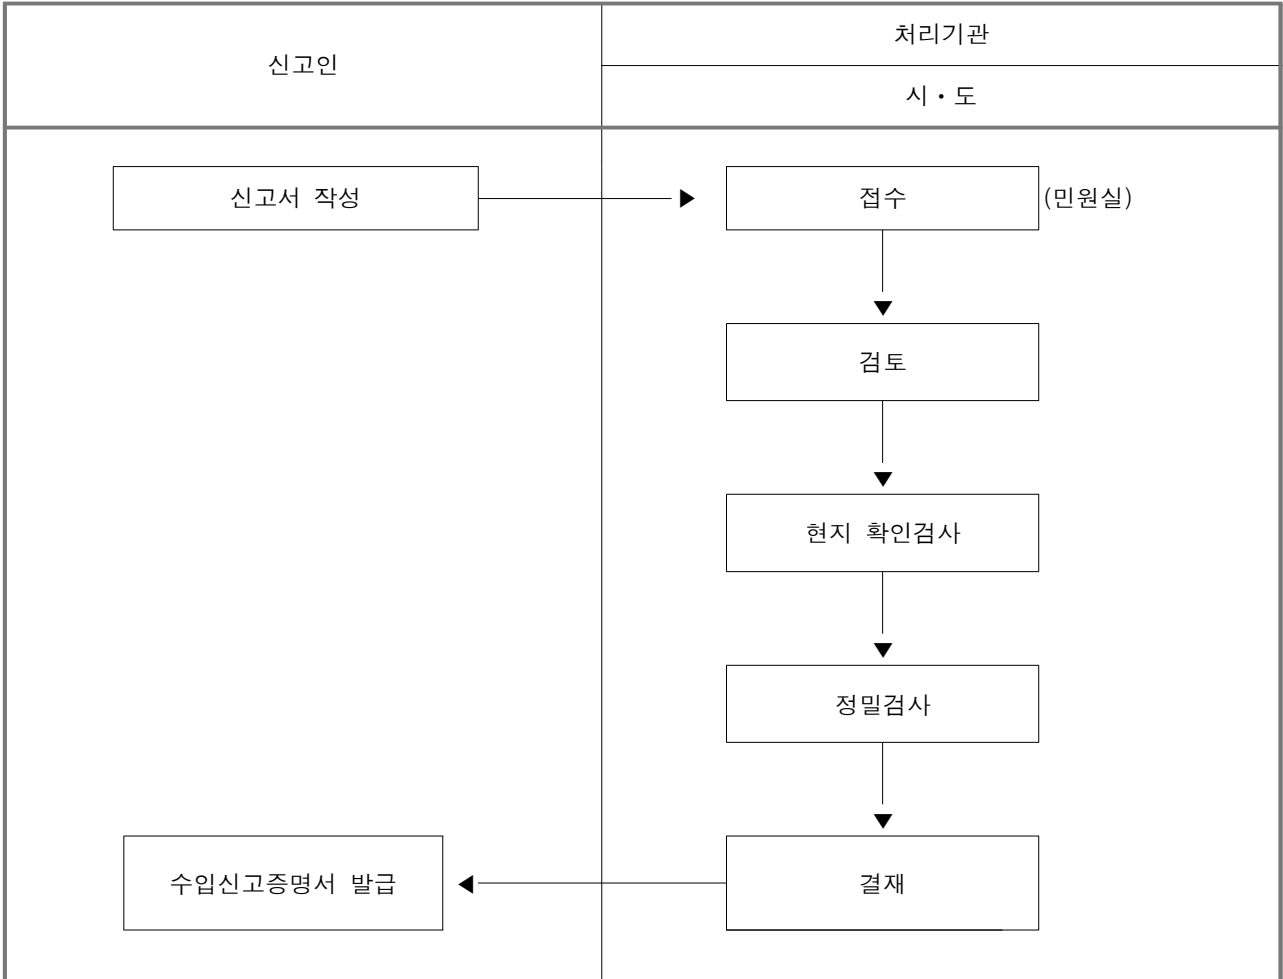 신고인
처리기관
시·도
신고서 작성
접수
(민원실)
검토
현지 확인검사
정밀검사
결재
수입신고증명서 발급